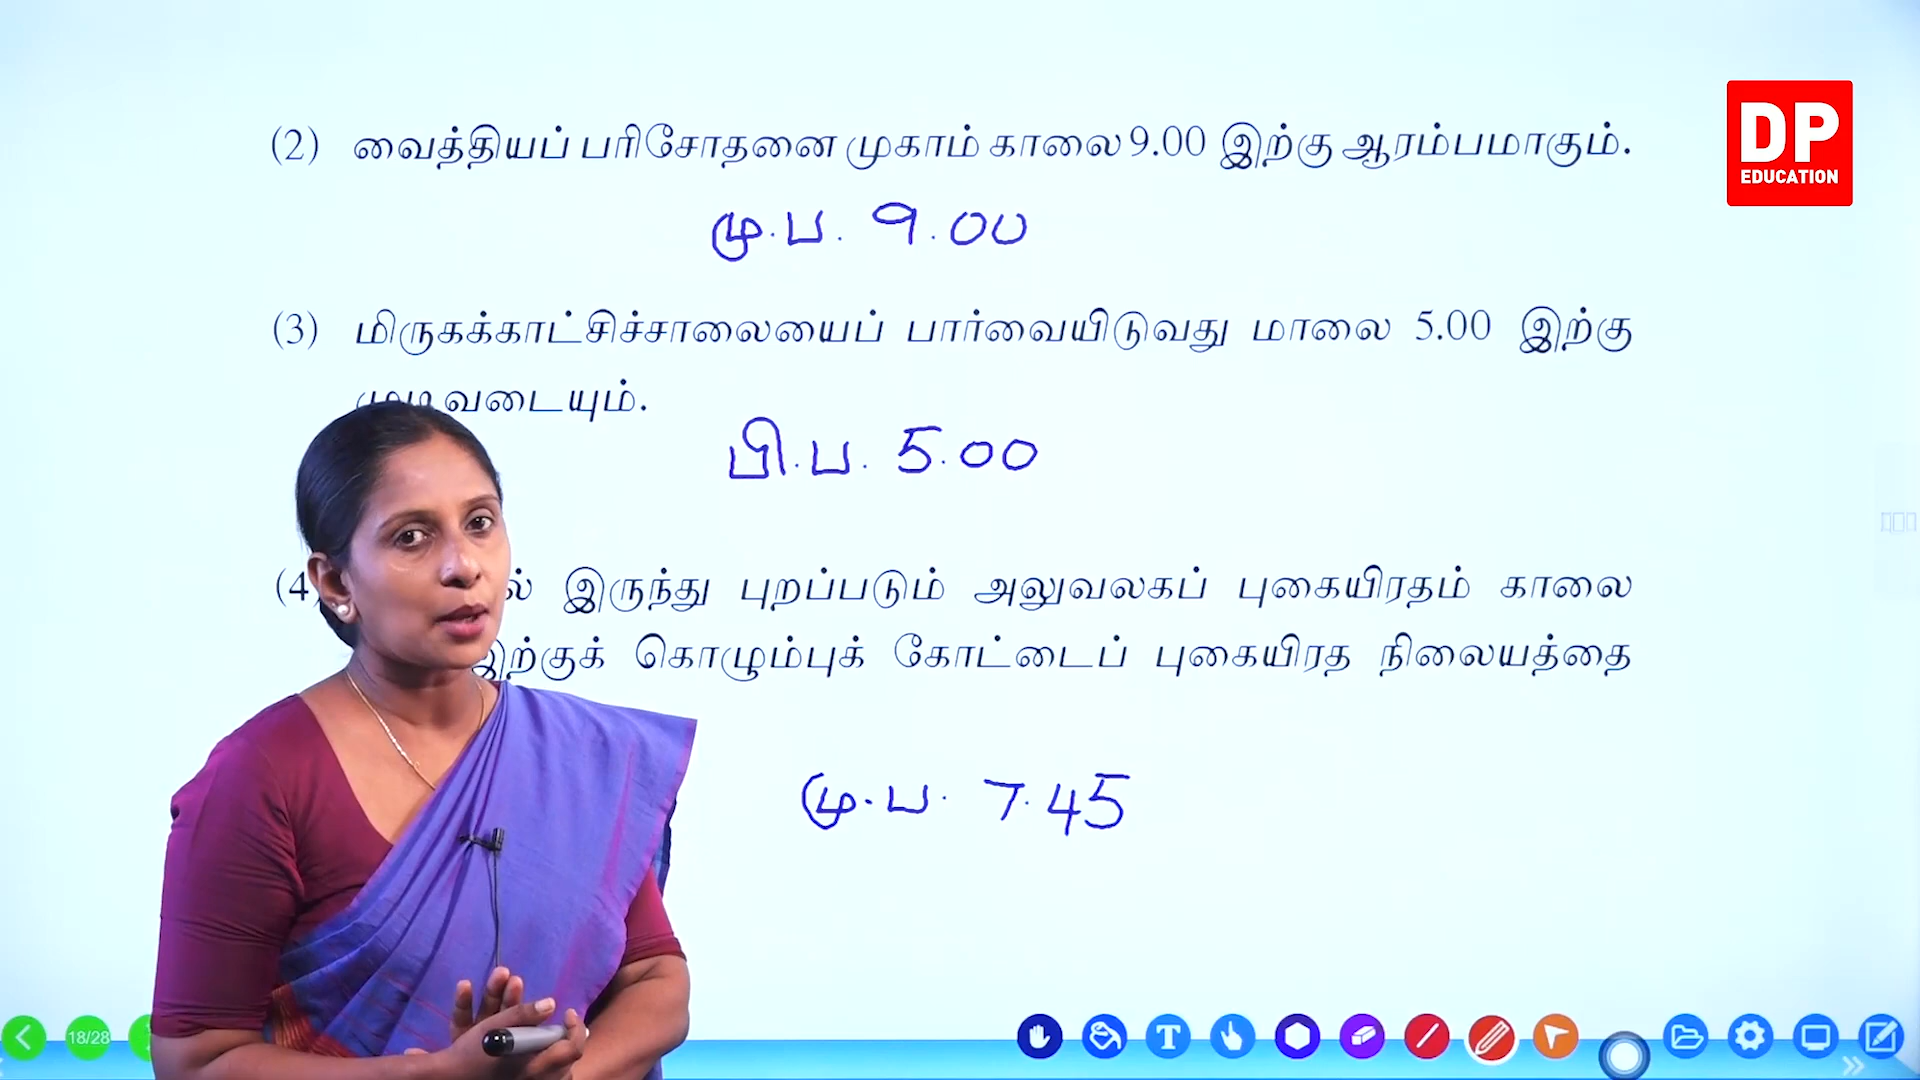 DP
EDUCATION
(2) வைத்தியப் பரிசோதனை முகாம் காலை 9.00 இற்கு ஆரம்பமாகும்.
மு.ப. 9.00
(3) மிருகக்காட்சிச்சாலையைப் பார்வையிடுவது மாலை 5.00 இற்கு
முடிவடையும்.
பி.ப. 5.00
(4) இருந்து புறப்படும் அலுவலகப் புகையிரதம் காலை
இற்குக் கொழும்புக் கோட்டைப் புகையிரத நிலையத்தை
மு.ப. 7.45
18/28